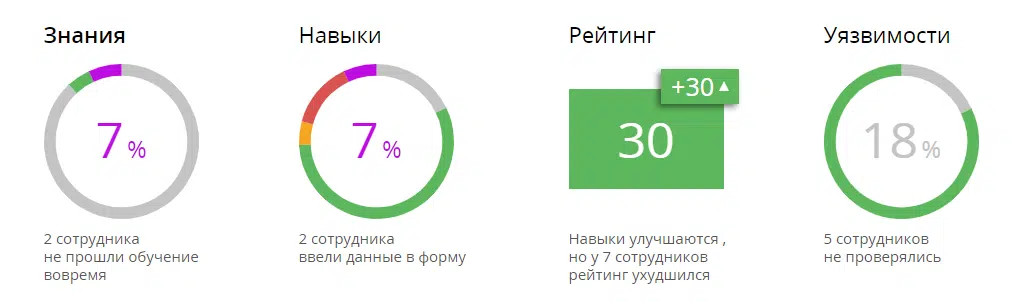 Знания
7 %
2 сотрудника
не прошли обучение
вовремя
Навыки
7 %
2 сотрудника
ввели данные в форму
Рейтинг
+30 ▲
30
Навыки улучшаются ,
но у 7 сотрудников
рейтинг ухудшился
Уязвимости
18 %
5 сотрудников
не проверялись